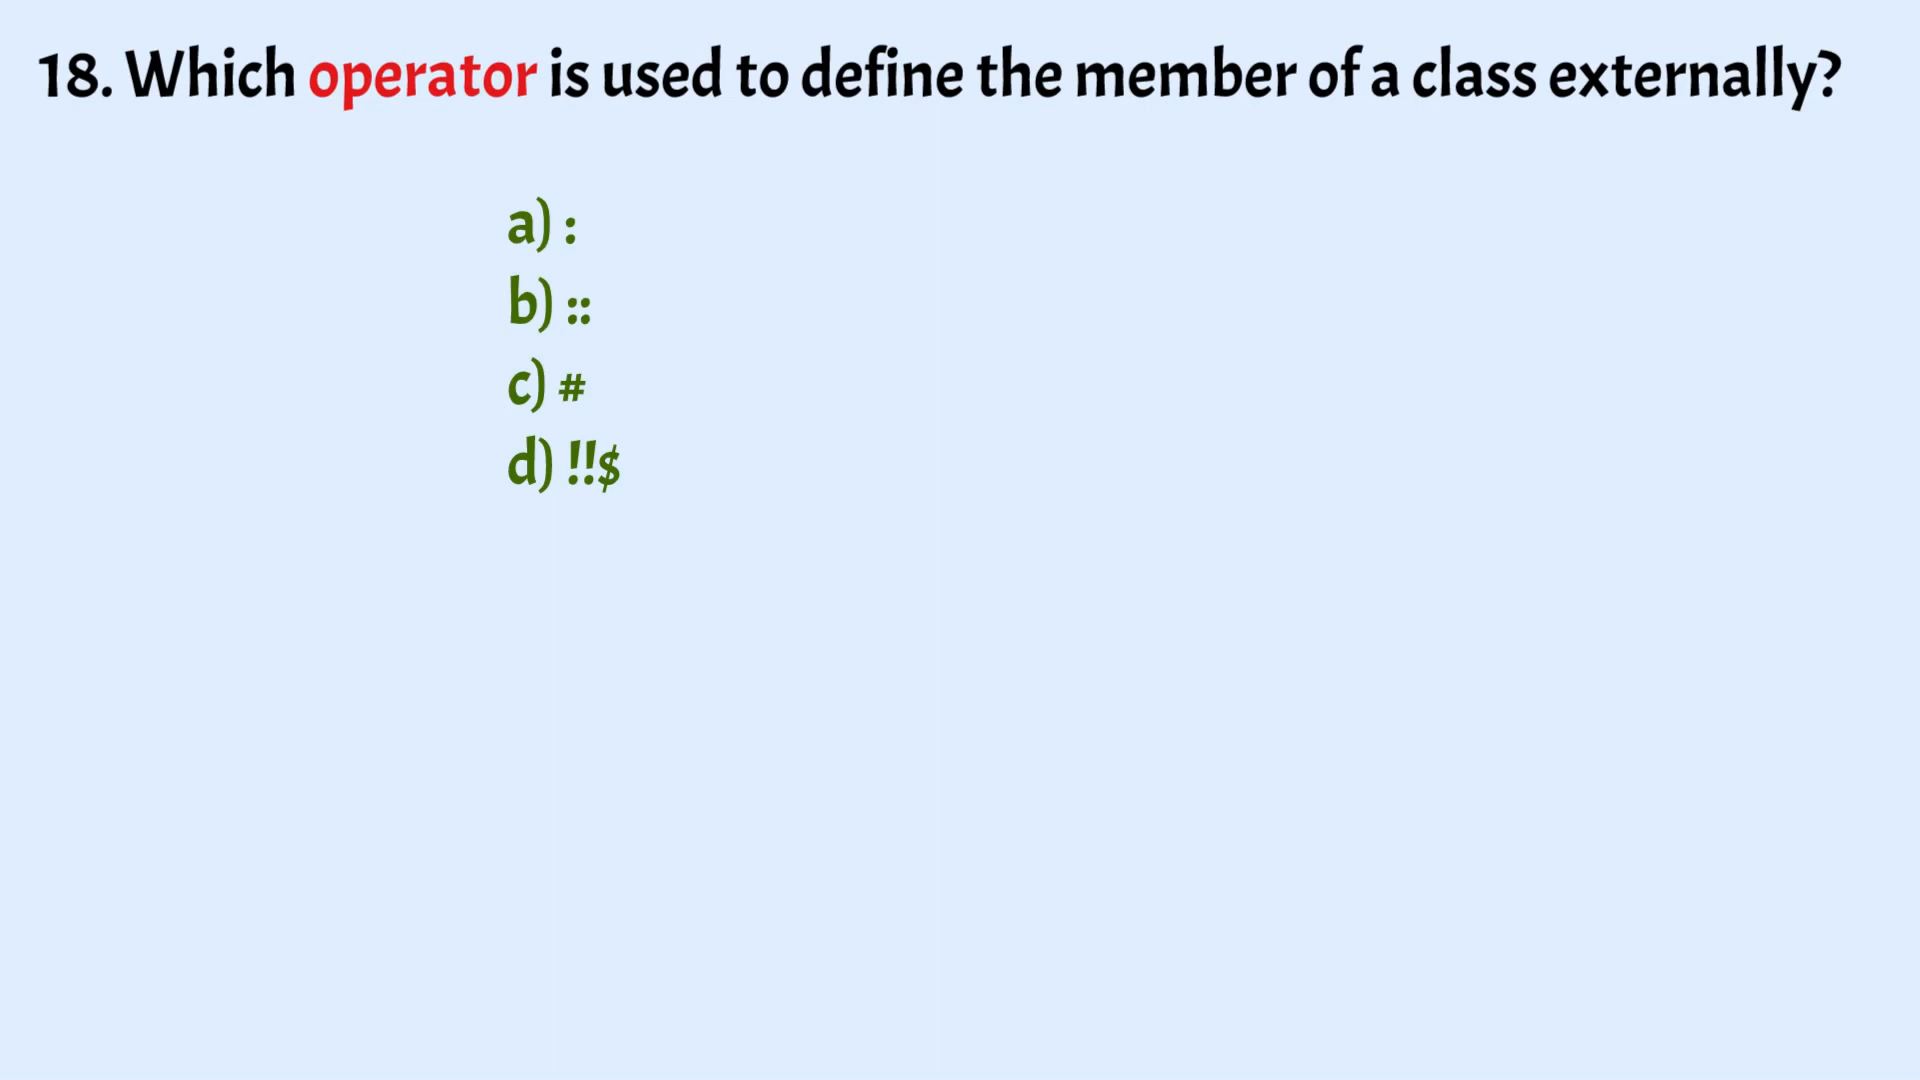 18. Which operator is used to define the member of a class externally?
a) :
b) ::
c) #
d) !!$